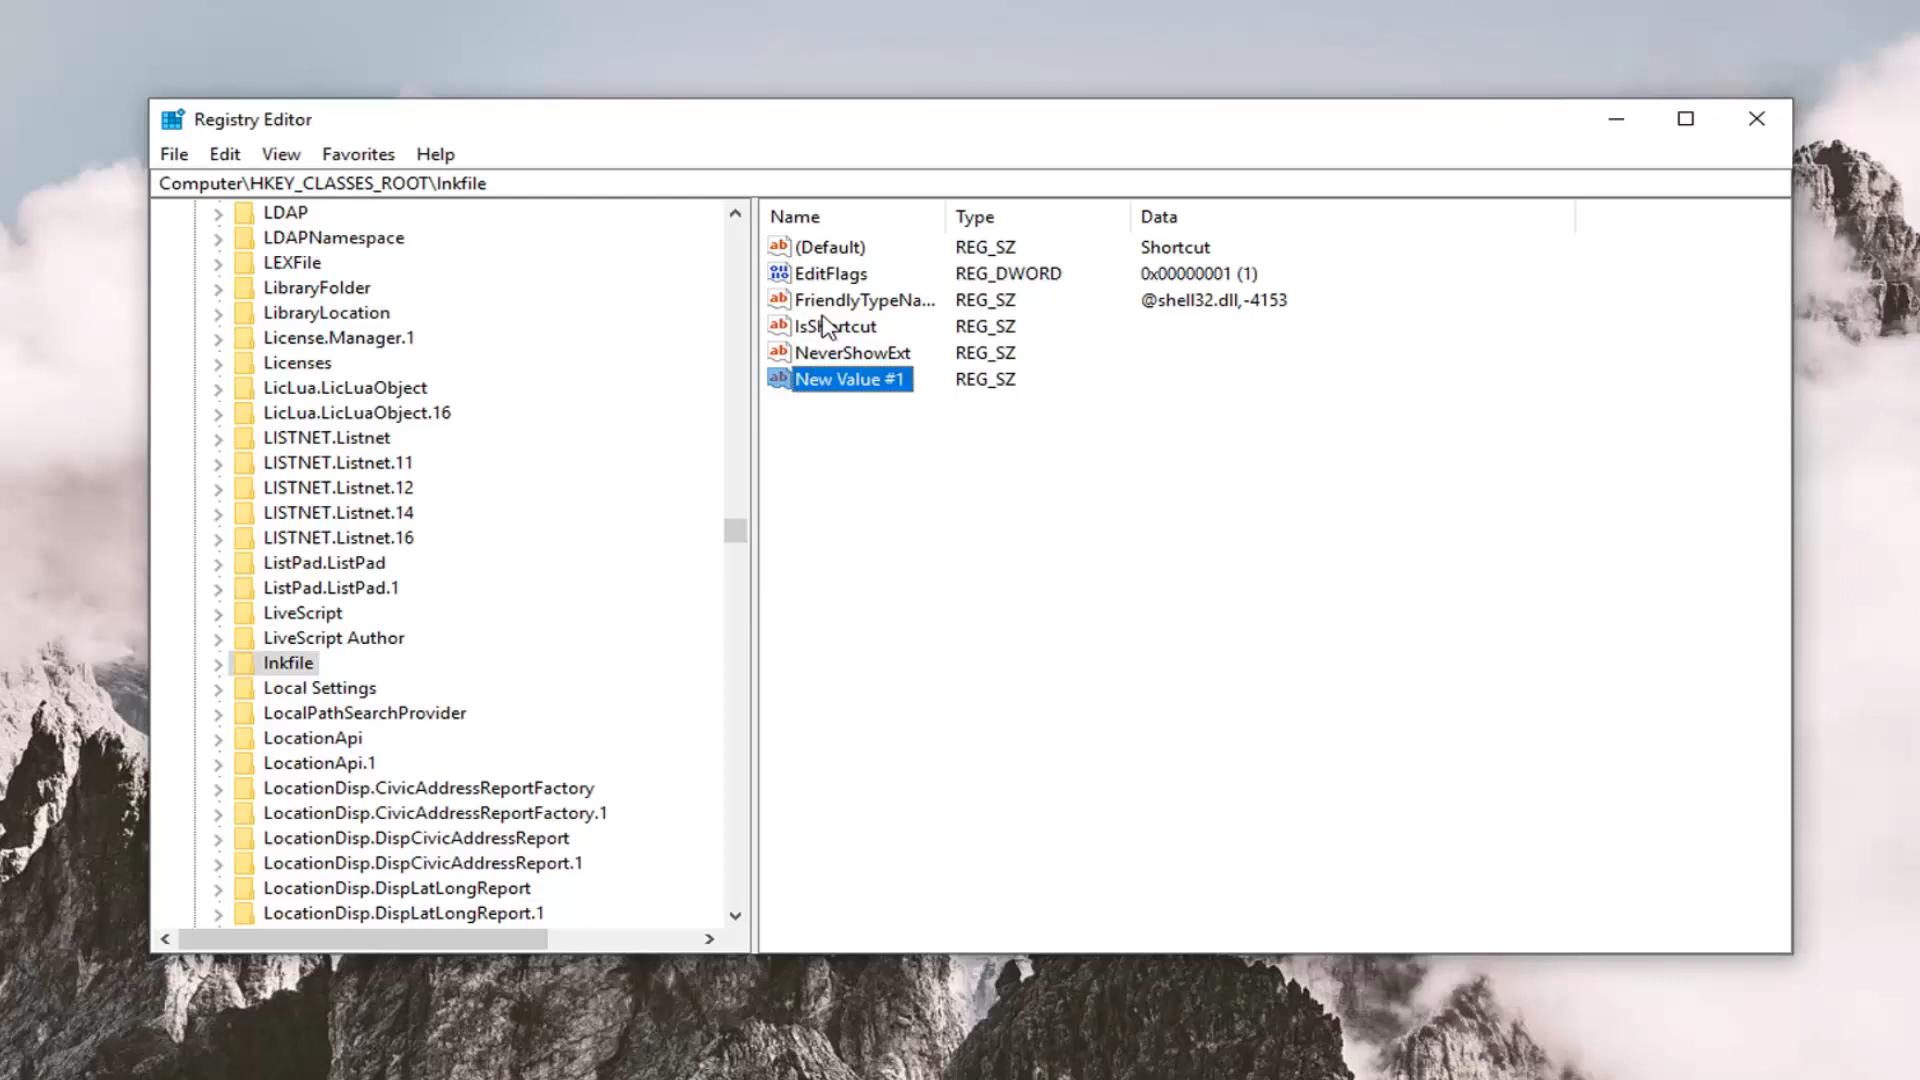 Registry Editor
File Edit View Favorites Help
Computer\HKEY_CLASSES_ROOT\lnkfile
LDAP
LDAPNamespace
LEXFile
LibraryFolder
LibraryLocation
License.Manager.1
Licenses
LicLua.LicLuaObject
LicLua.LicLuaObject.16
LISTNET.Listnet
LISTNET.Listnet.11
LISTNET.Listnet.12
LISTNET.Listnet.14
LISTNET.Listnet.16
ListPad.ListPad
ListPad.ListPad.1
LiveScript
LiveScript Author
lnkfile
Local Settings
LocalPathSearchProvider
LocationApi
LocationApi.1
LocationDisp.CivicAddressReportFactory
LocationDisp.CivicAddressReportFactory.1
LocationDisp.DispCivicAddressReport
LocationDisp.DispCivicAddressReport.1
LocationDisp.DispLatLongReport
LocationDisp.DispLatLongReport.1
Name Type Data
(Default) REG_SZ Shortcut
EditFlags REG_DWORD 0x00000001 (1)
FriendlyTypeNa... REG_SZ @shell32.dll,-4153
IsShortcut REG_SZ
NeverShowExt REG_SZ
New Value #1 REG_SZ